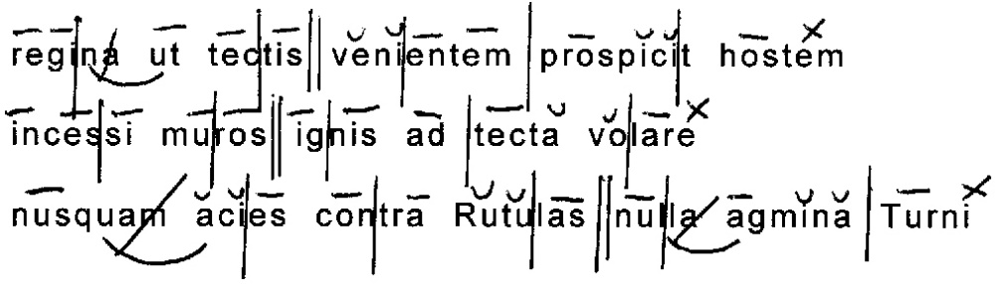 regina ut tectis venientem prospicit hostem
incessi muros ignis ad tecta volare
nusquam acies contra Rutulas nulla agmina Turni